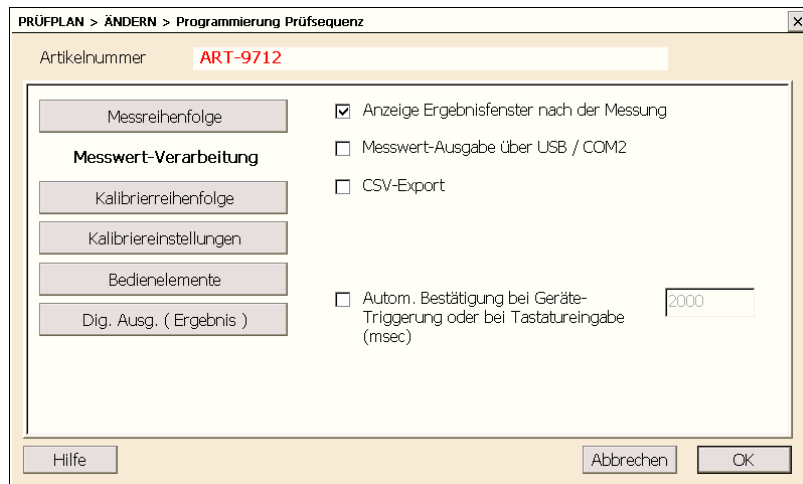 PRÜFPLAN > ÄNDERN > Programmierung Prüfsequenz
Artikelnummer ART-9712
Messreihenfolge
Messwert-Verarbeitung
Kalibrierreihenfolge
Kalibriereinstellungen
Bedienelemente
Dig. Ausg. ( Ergebnis )
Anzeige Ergebnisfenster nach der Messung
Messwert-Ausgabe über USB / COM2
CSV-Export
Autom. Bestätigung bei Geräte-
Triggerung oder bei Tastatureingabe
(msec)
2000
Hilfe
Abbrechen
OK